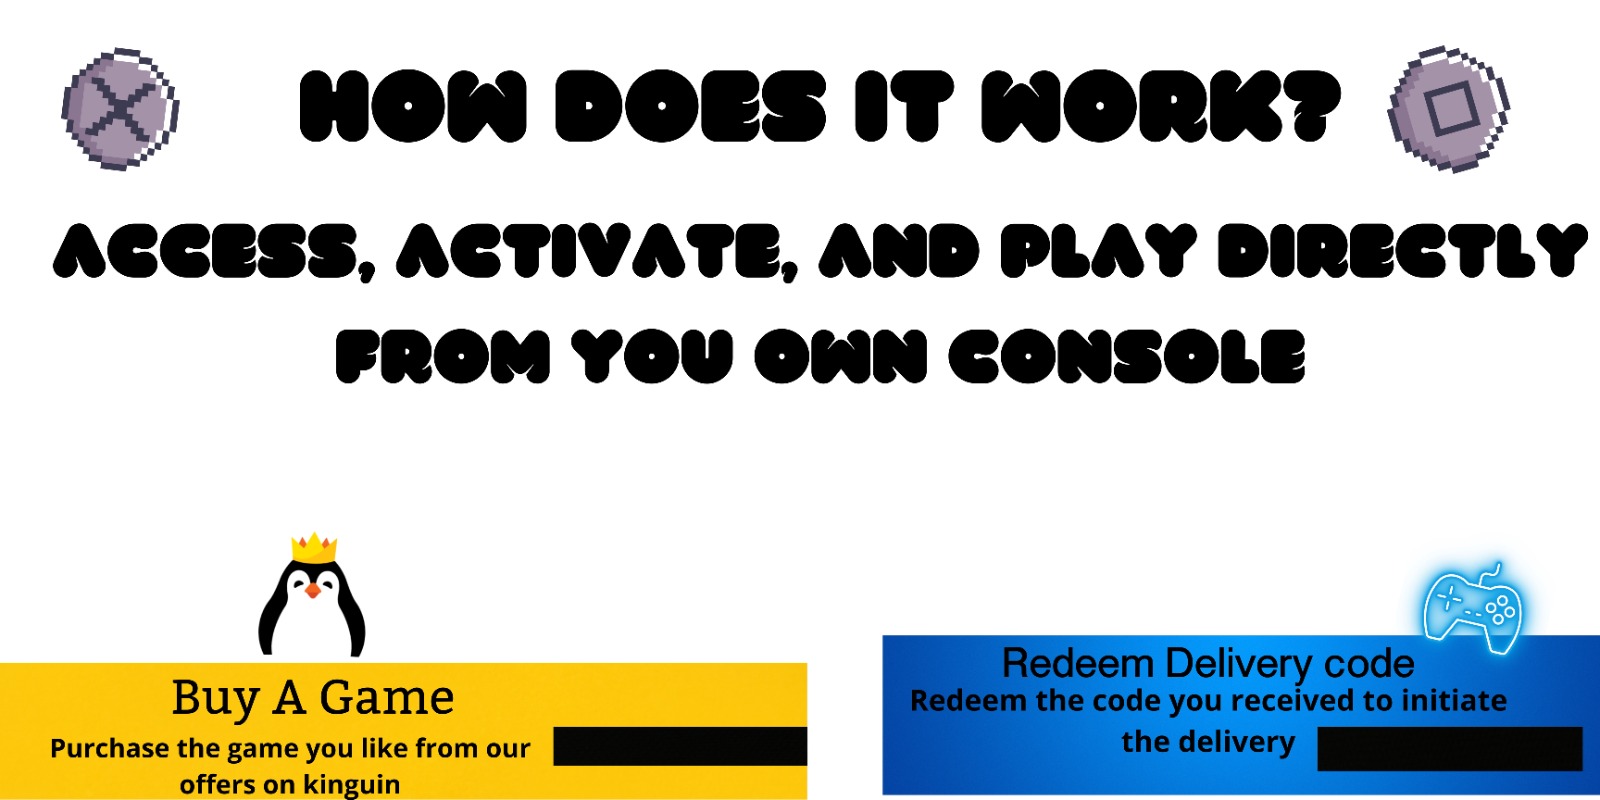 HOW DOES IT WORK?
ACCESS, ACTIVATE, AND PLAY DIRECTLY
FROM YOU OWN CONSOLE
Buy A Game
Purchase the game you like from our
offers on kinguin
Redeem Delivery code
Redeem the code you received to initiate
the delivery